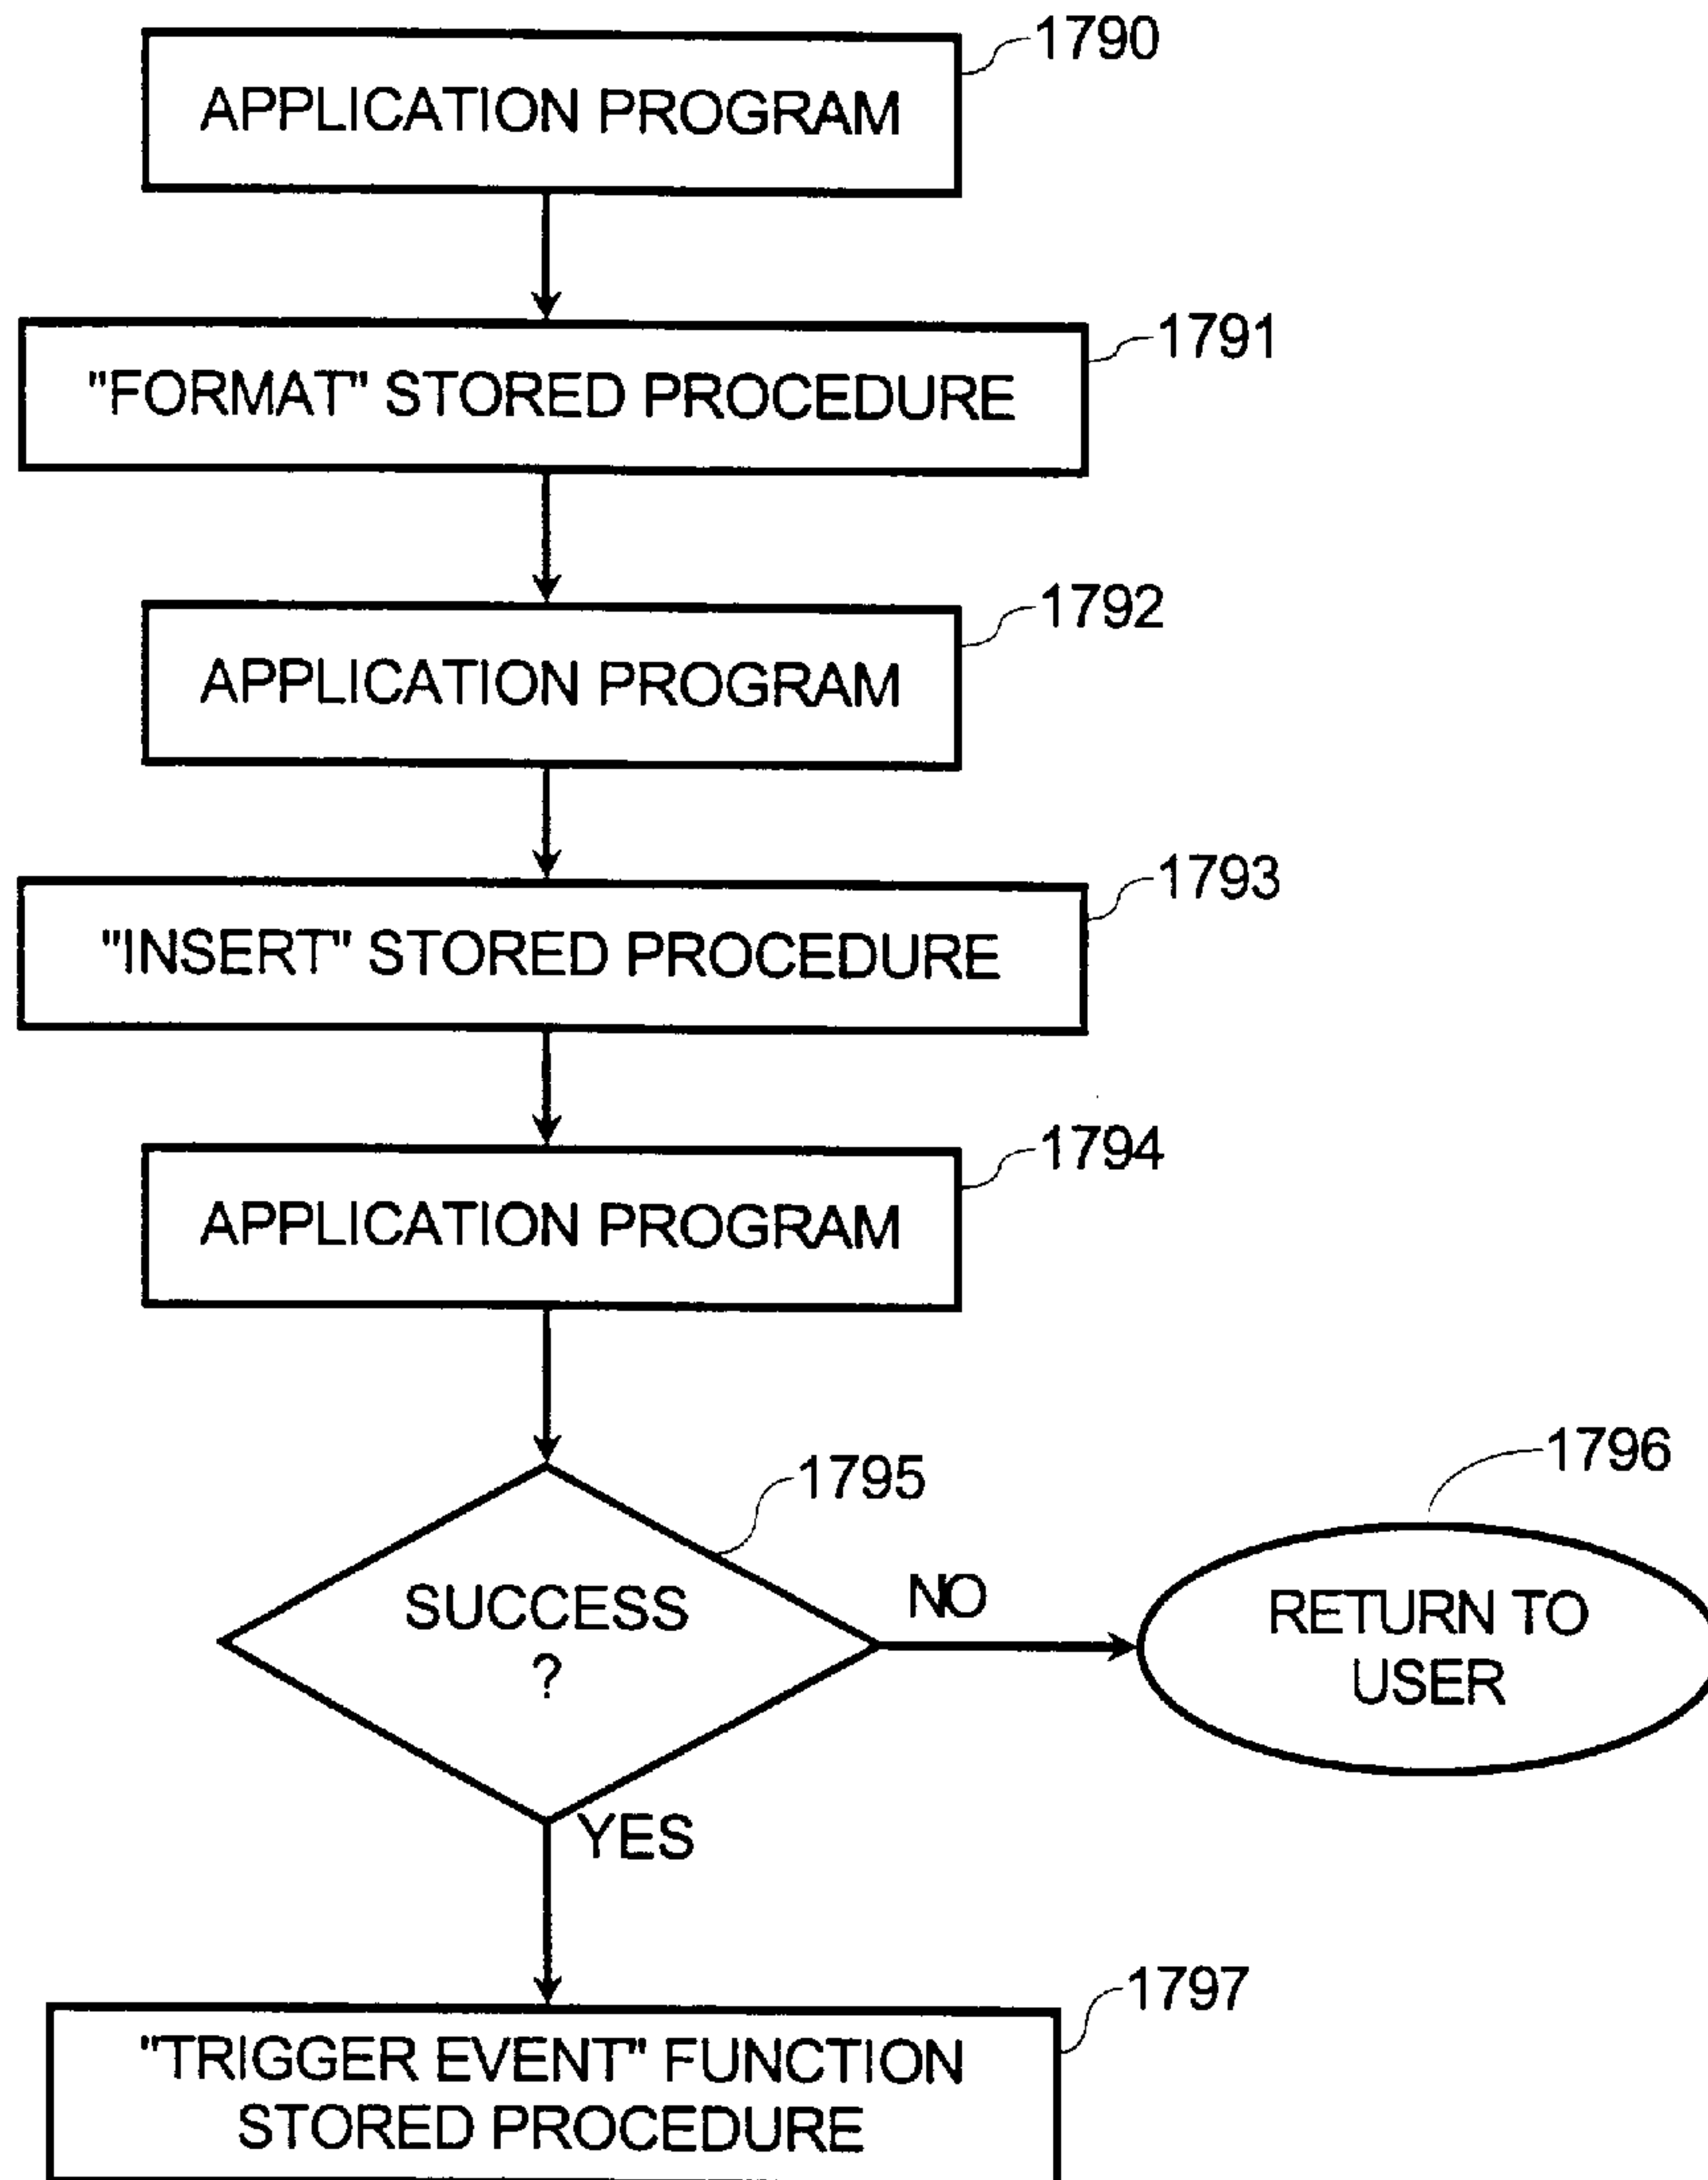 1790
APPLICATION PROGRAM
1791
"FORMAT" STORED PROCEDURE
1792
APPLICATION PROGRAM
1793
"INSERT" STORED PROCEDURE
1794
APPLICATION PROGRAM
1795
SUCCESS
?
NO
1796
RETURN TO
USER
YES
1797
"TRIGGER EVENT" FUNCTION
STORED PROCEDURE